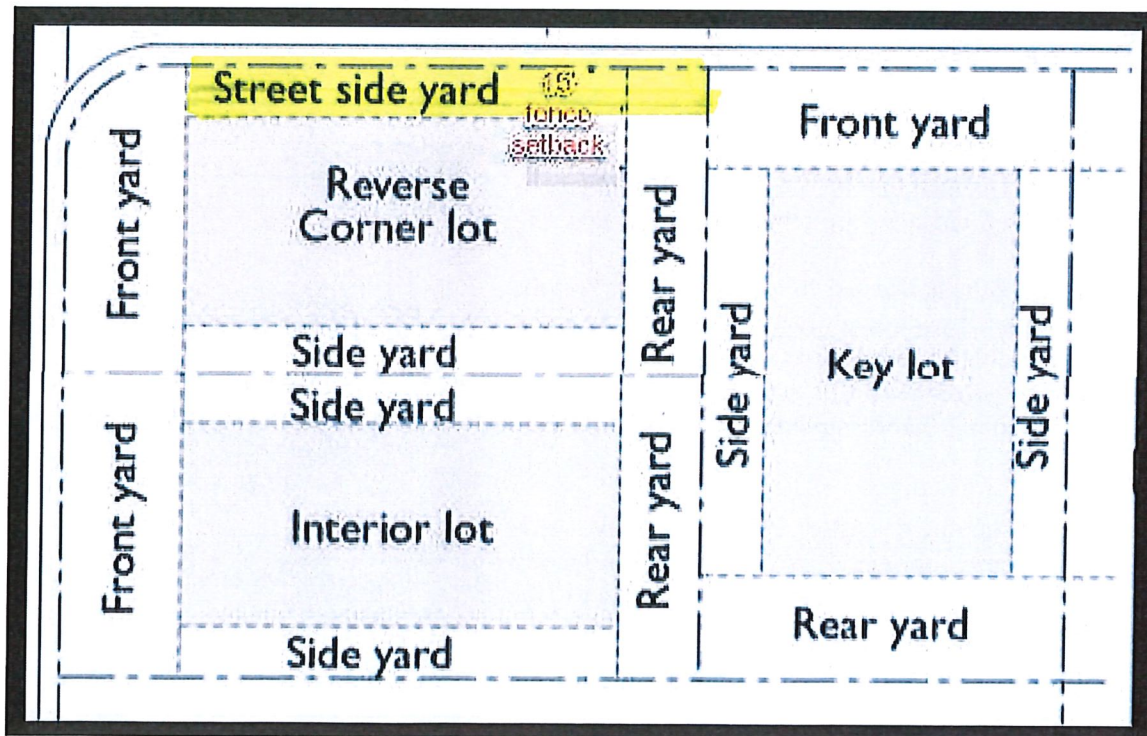 Street side yard
15'
fence
setback
Front yard
Reverse
Corner lot
Rear yard
Side yard
Front yard
Side yard
Key lot
Side yard
Side yard
Front yard
Interior lot
Rear yard
Side yard
Rear yard